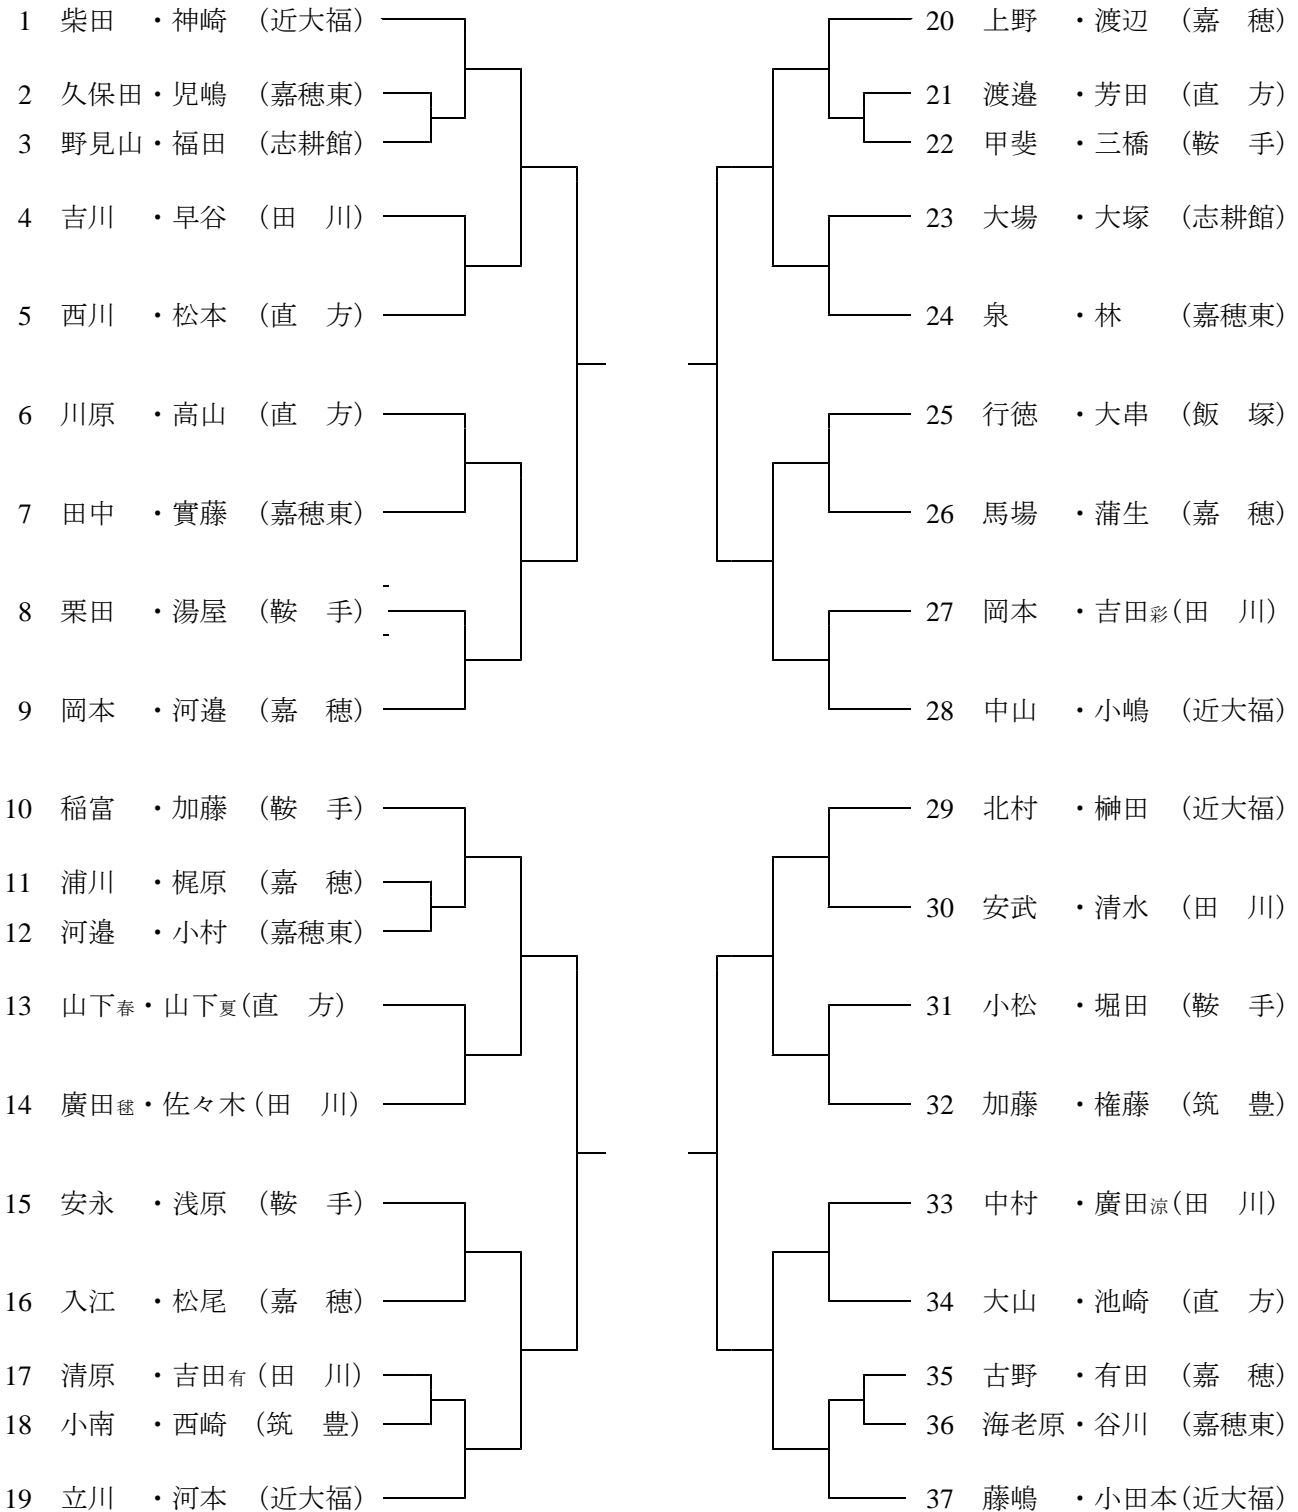 1 柴田 ・神崎 (近大福)
2 久保田・児嶋 (嘉穂東)
3 野見山・福田 (志耕館)
4 吉川 ・早谷 (田 川)
5 西川 ・松本 (直 方)
6 川原 ・高山 (直 方)
7 田中 ・實藤 (嘉穂東)
8 栗田 ・湯屋 (鞍 手)
9 岡本 ・河邉 (嘉 穂)
10 稲富 ・加藤 (鞍 手)
11 浦川 ・梶原 (嘉 穂)
12 河邉 ・小村 (嘉穂東)
13 山下春・山下夏(直 方)
14 廣田毬・佐々木(田 川)
15 安永 ・浅原 (鞍 手)
16 入江 ・松尾 (嘉 穂)
17 清原 ・吉田有(田 川)
18 小南 ・西崎 (筑 豊)
19 立川 ・河本 (近大福)
20 上野 ・渡辺 (嘉 穂)
21 渡邉 ・芳田 (直 方)
22 甲斐 ・三橋 (鞍 手)
23 大場 ・大塚 (志耕館)
24 泉 ・林 (嘉穂東)
25 行徳 ・大串 (飯 塚)
26 馬場 ・蒲生 (嘉 穂)
27 岡本 ・吉田彩(田 川)
28 中山 ・小嶋 (近大福)
29 北村 ・榊田 (近大福)
30 安武 ・清水 (田 川)
31 小松 ・堀田 (鞍 手)
32 加藤 ・権藤 (筑 豊)
33 中村 ・廣田涼(田 川)
34 大山 ・池崎 (直 方)
35 古野 ・有田 (嘉 穂)
36 海老原・谷川 (嘉穂東)
37 藤嶋 ・小田本(近大福)